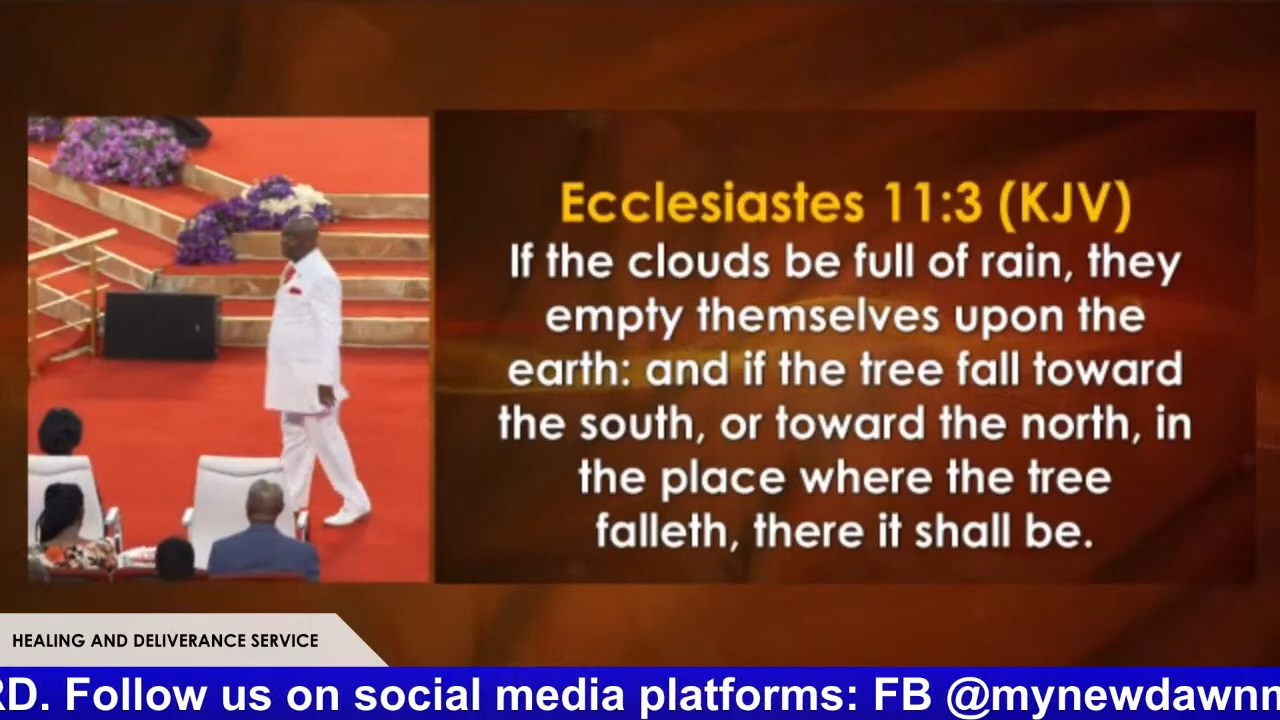 Ecclesiastes 11:3 (KJV)
If the clouds be full of rain, they
empty themselves upon the
earth: and if the tree fall toward
the south, or toward the north, in
the place where the tree
falleth, there it shall be.
HEALING AND DELIVERANCE SERVICE
RD. Follow us on social media platforms: FB @mynewdawnn